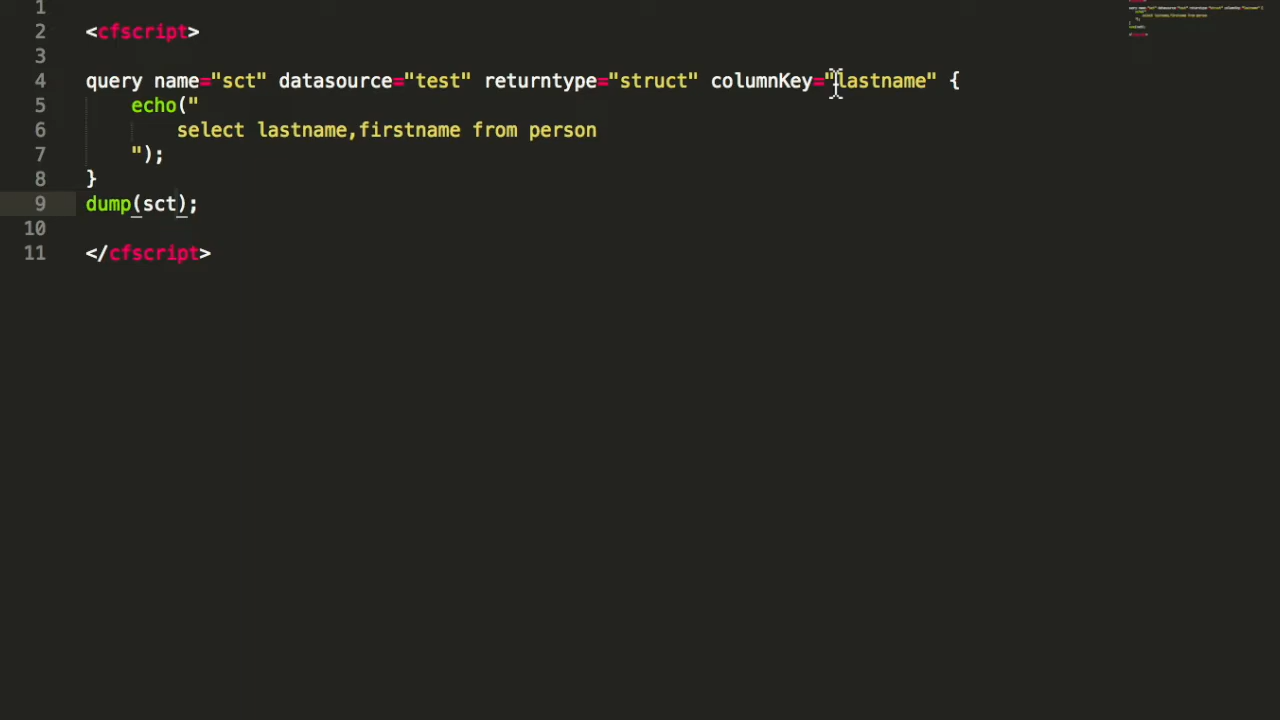 1
2 <cfscript>
3
4 query name="sct" datasource="test" returntype="struct" columnKey="lastname" {
5 echo("
6 select lastname,firstname from person
7 ");
8 }
9 dump(sct);
10
11 </cfscript>